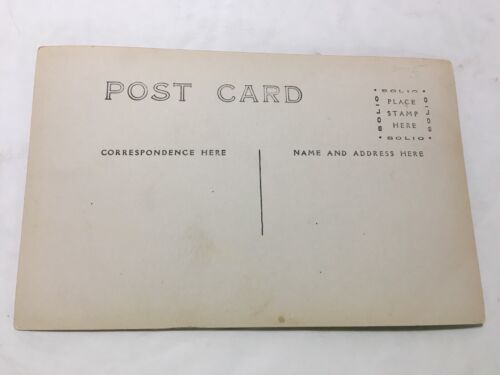 POST CARD
SOLIO
SOLIO
PLACE
STAMP
HERE
SOLIO
SOLIO
CORRESPONDENCE HERE
NAME AND ADDRESS HERE